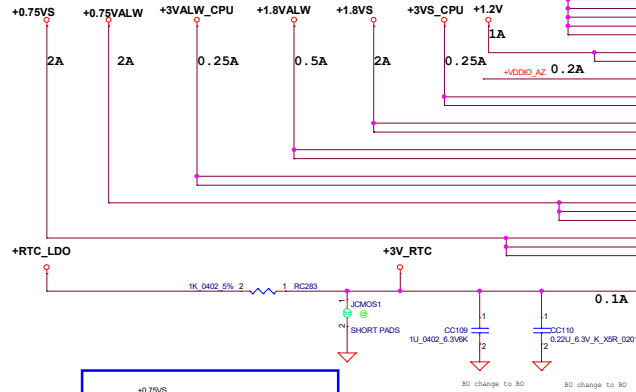 +0.75VS +0.75VALW +3VALW_CPU +1.8VALW +1.8VS +3VS_CPU +1.2V
1A
2A 2A 0.25A 0.5A 2A 0.25A
+VDDIO_AZ 0.2A
+RTC_LDO +3V_RTC
1K_0402_5% 2 1 RC283
0.1A
1 JCMOS1
@
2 SHORT PADS
1 1
CC109 CC110
1U_0402_6.3V6K 0.22U_6.3V_K_X5R_0201
2 2
BU change to BO BU change to BO
+0.75VS